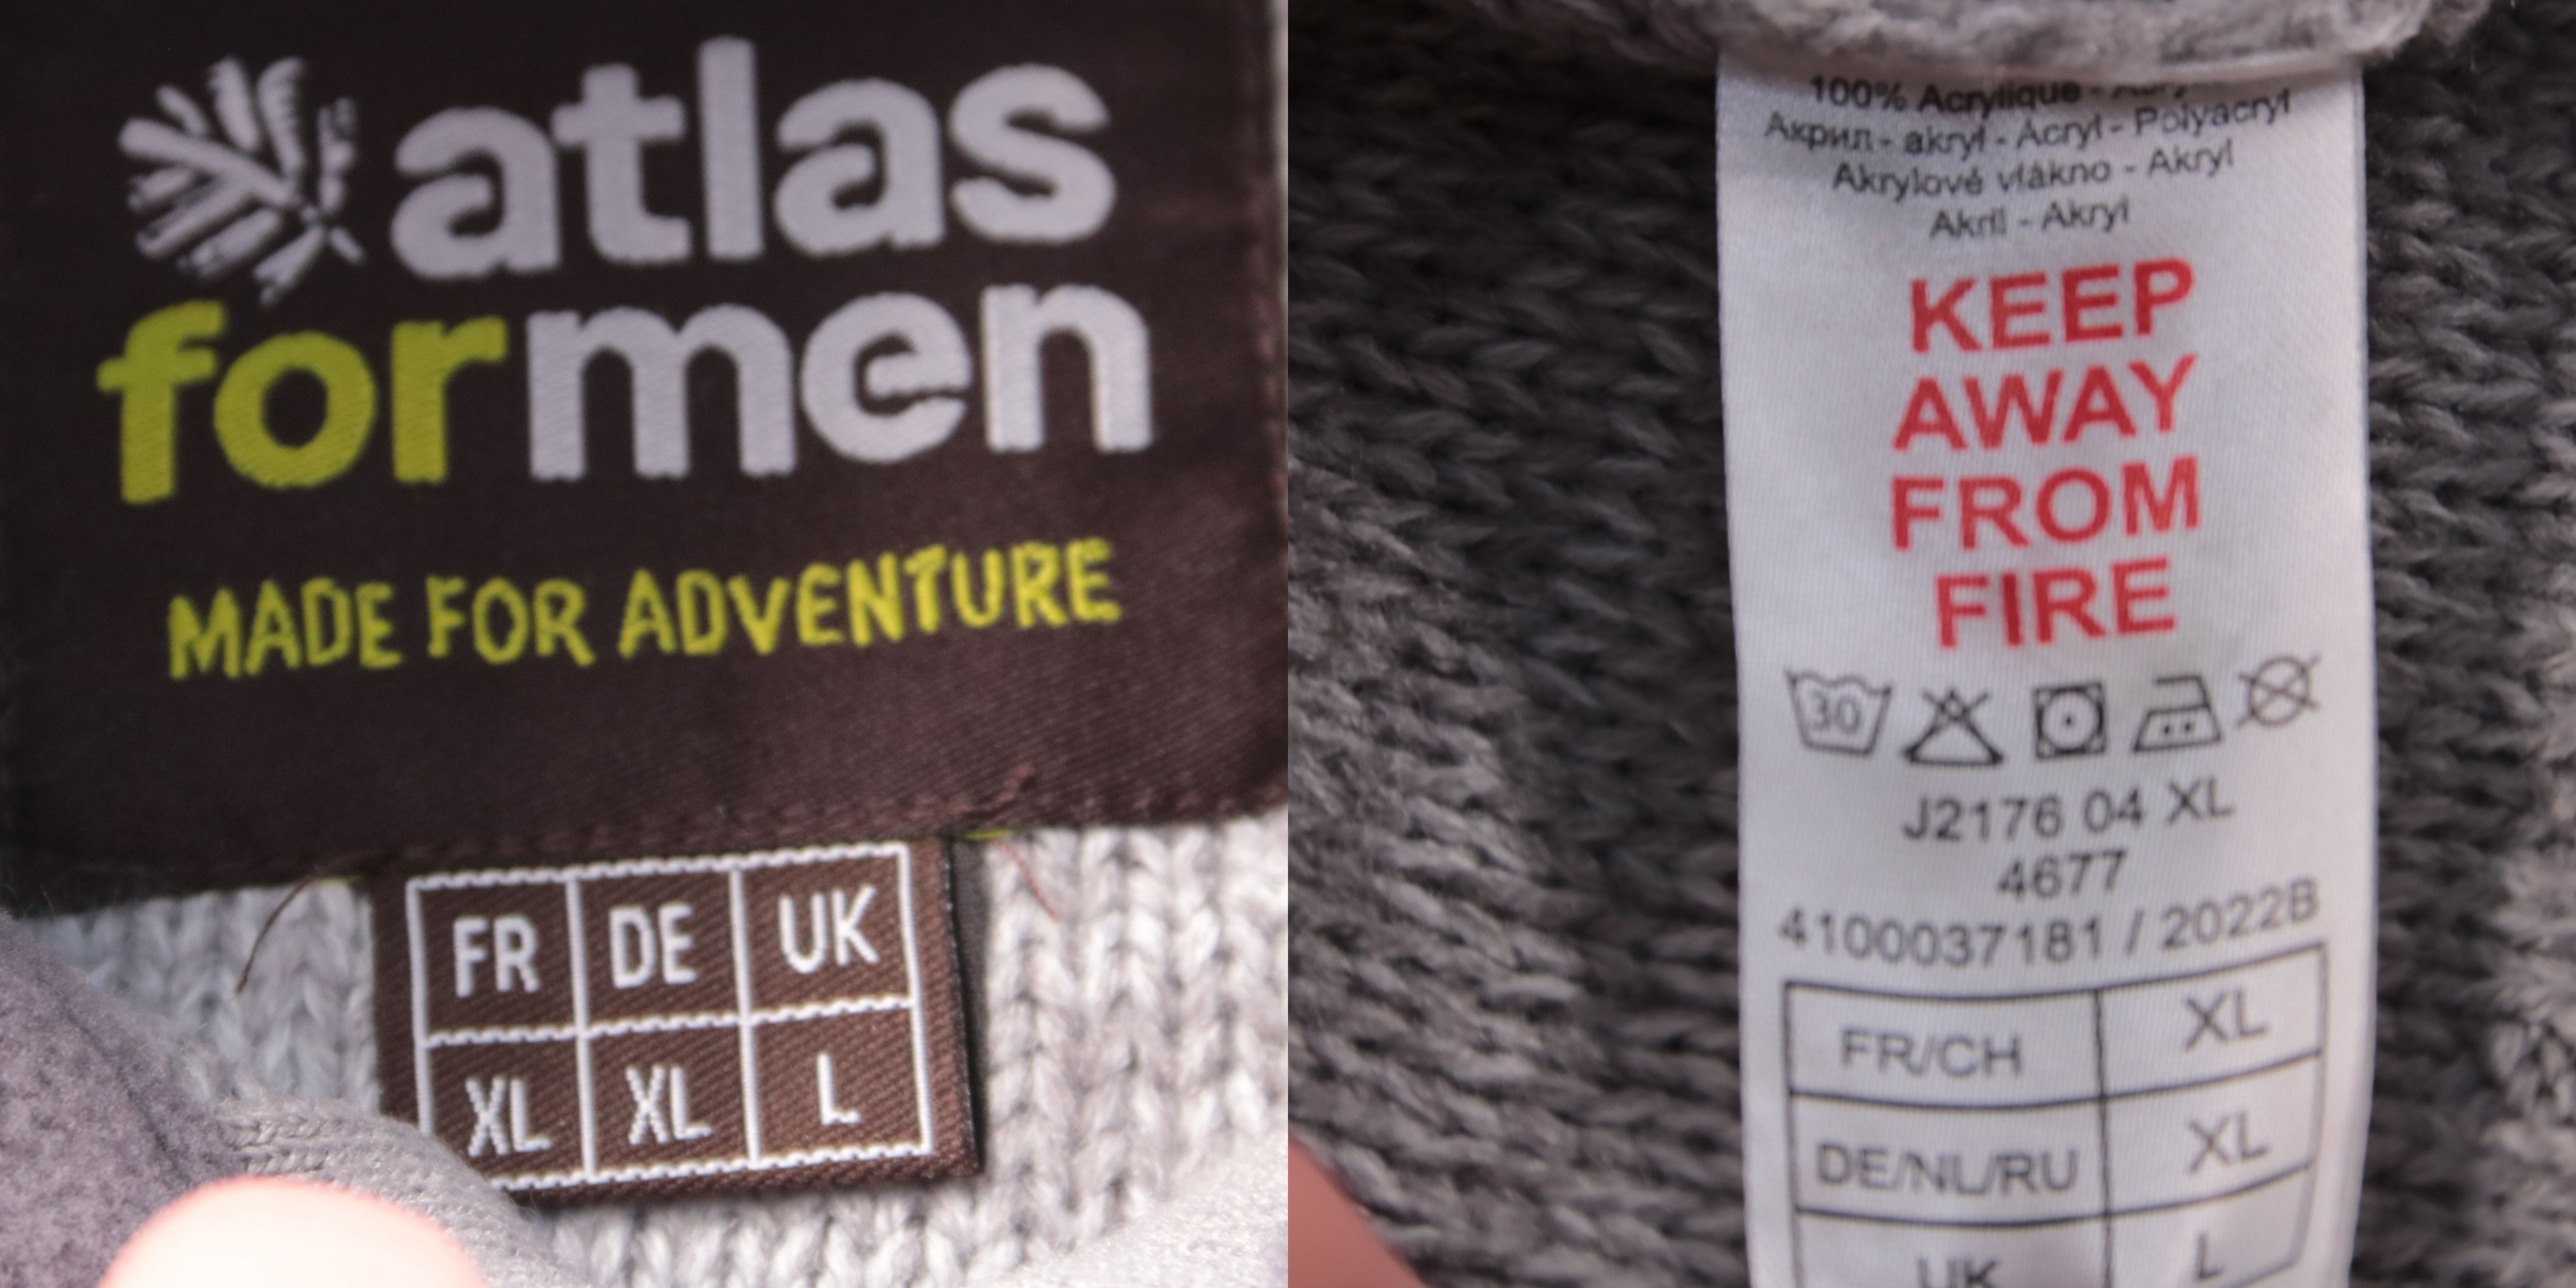 atlas
formen
MADE FOR ADVENTURE
FR DE UK
XL XL L
100% Acrylique -
Акрил - akryl - Acryl - Polyacryl
Akrylové vlákno - Akryl
Akril - Akryl
KEEP
AWAY
FROM
FIRE
30
J2176 04 XL
4677
4100037181 / 2022B
FR/CH XL
DE/NL/RU XL
UK L